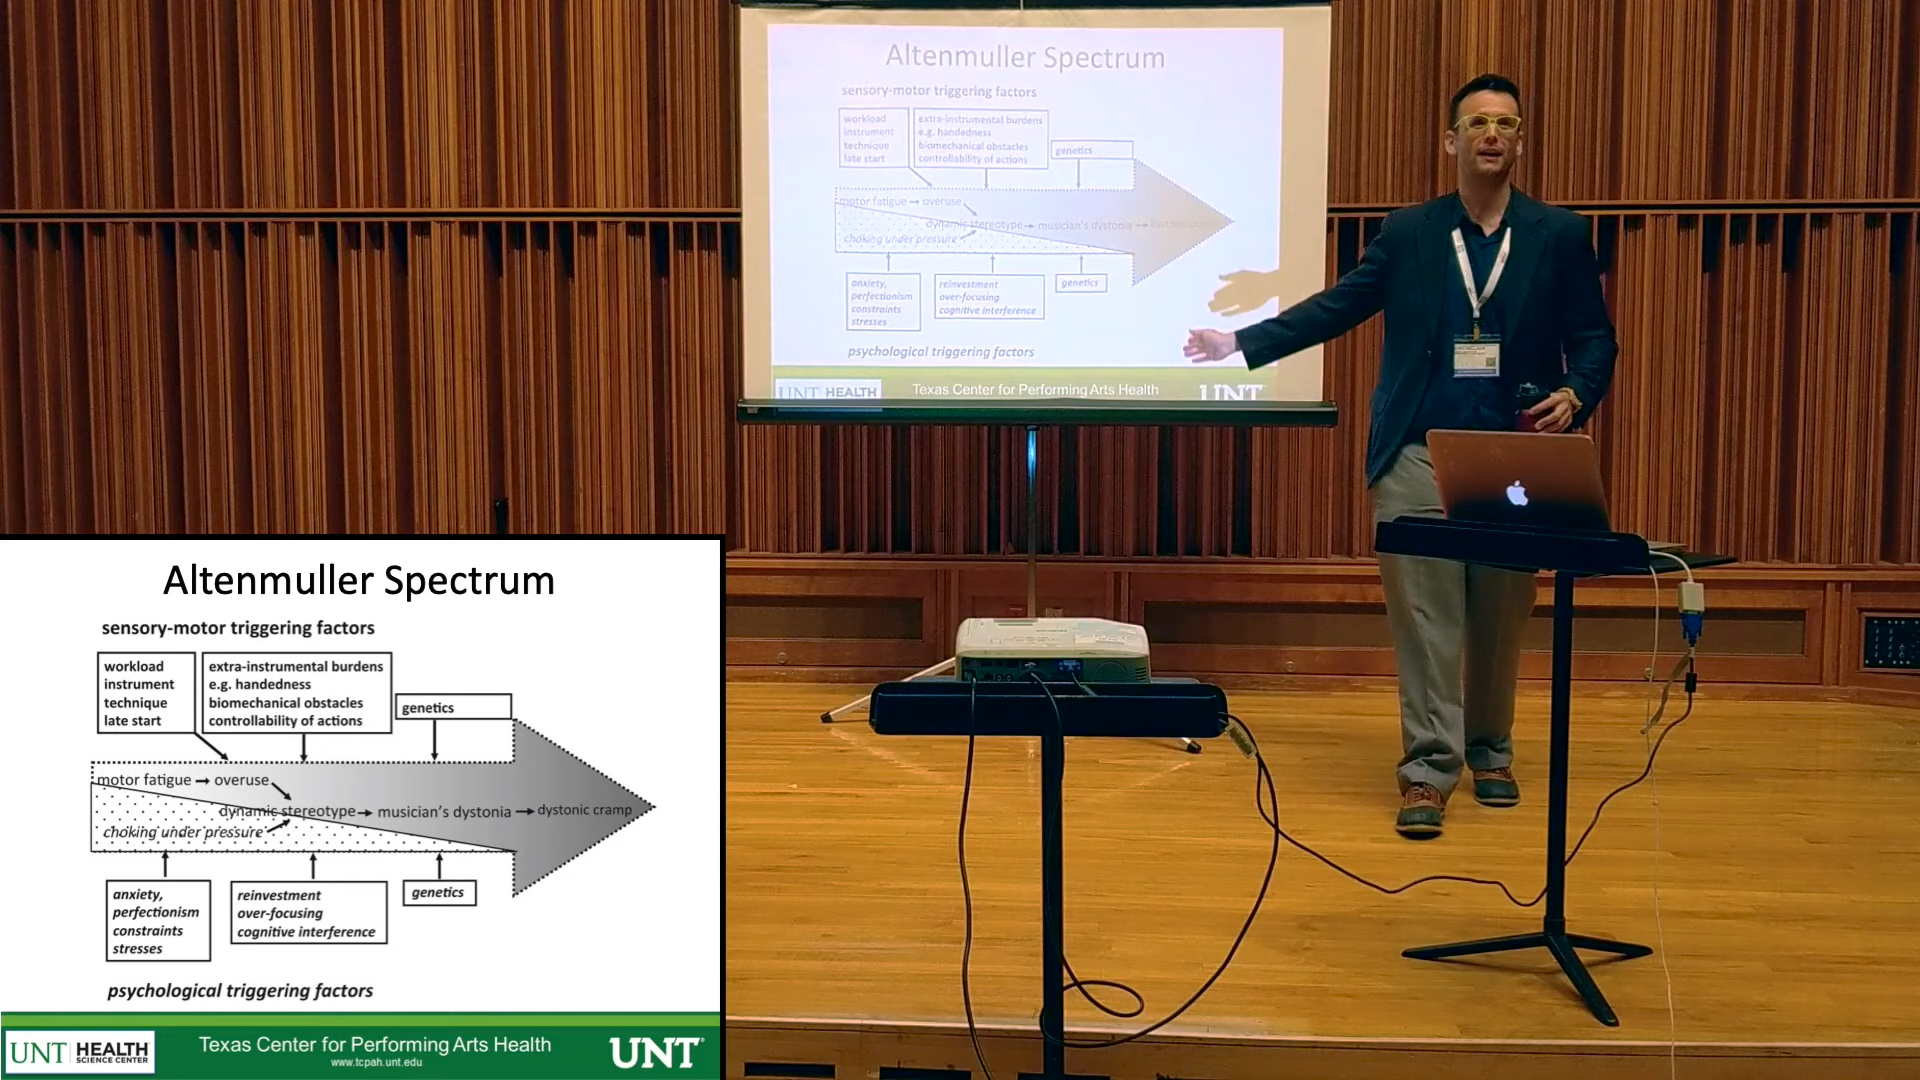 Altenmuller Spectrum
sensory-motor triggering factors
workload
instrument
technique
late start
extra-instrumental burdens
e.g. handedness
biomechanical obstacles
controllability of actions
genetics
motor fatigue → overuse
dynamic stereotype → musician's dystonia →
choking under pressure
anxiety,
perfectionism
constraints
stresses
reinvestment
over-focusing
cognitive interference
genetics
psychological triggering factors
UNT HEALTH
Texas Center for Performing Arts Health
UNT
Altenmuller Spectrum
sensory-motor triggering factors
workload
instrument
technique
late start
extra-instrumental burdens
e.g. handedness
biomechanical obstacles
controllability of actions
genetics
motor fatigue → overuse
dynamic stereotype → musician's dystonia → dystonic cramp
choking under pressure
anxiety,
perfectionism
constraints
stresses
reinvestment
over-focusing
cognitive interference
genetics
psychological triggering factors
UNT HEALTH
SCIENCE CENTER
Texas Center for Performing Arts Health
www.tcpah.unt.edu
UNT